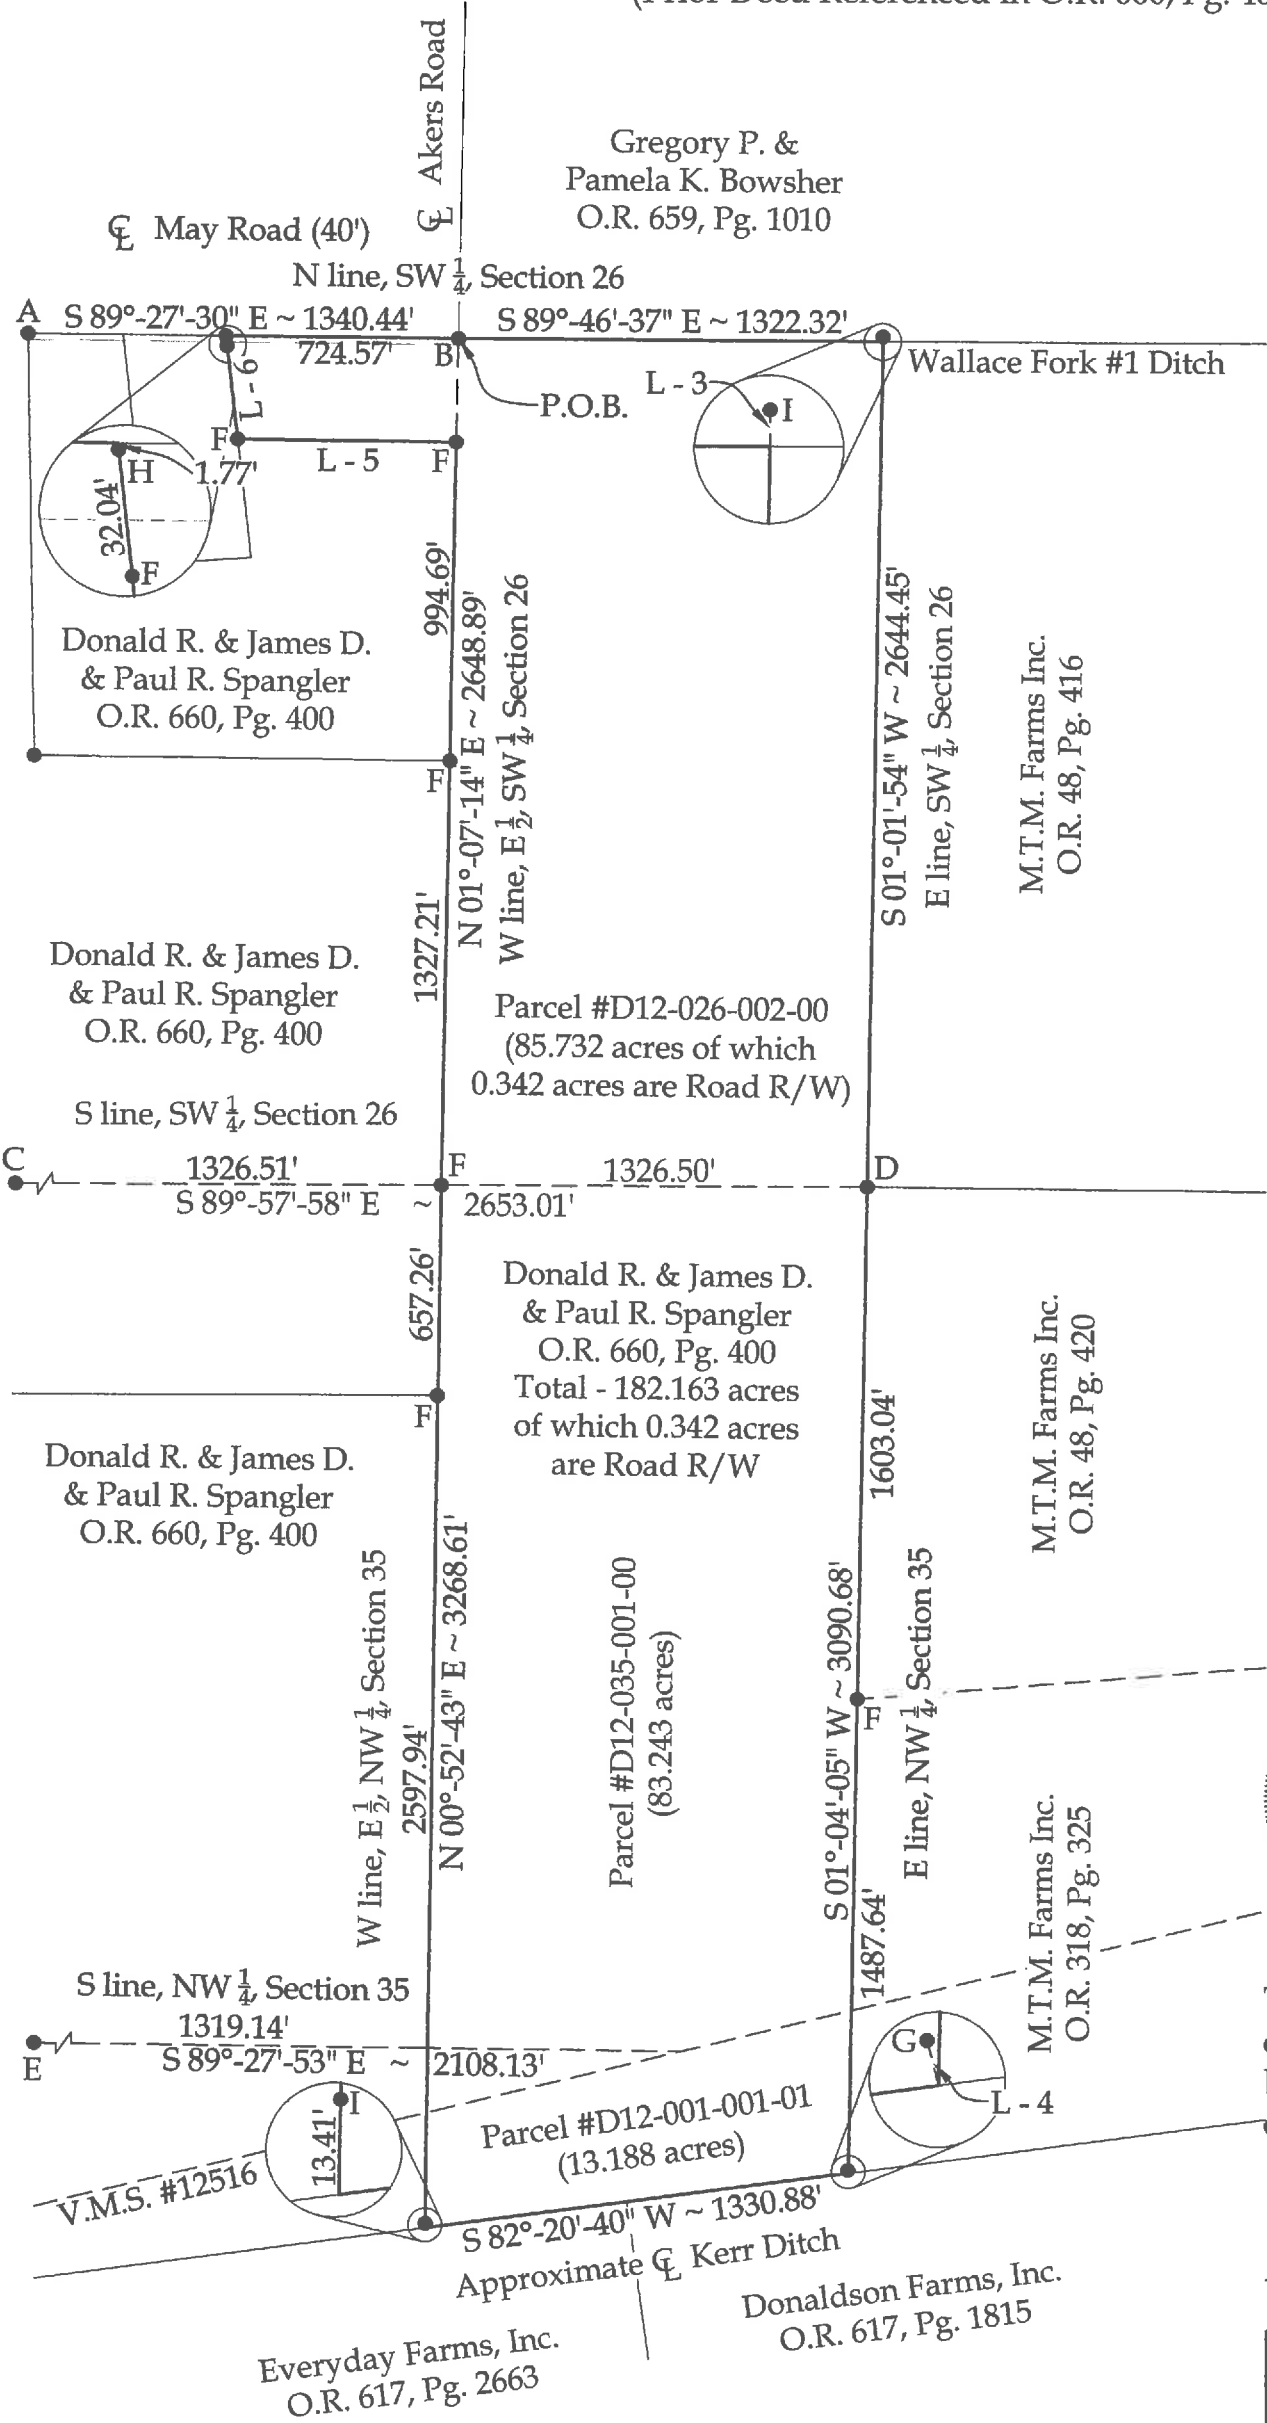 Akers Road
Gregory P. &
Pamela K. Bowsher
O.R. 659, Pg. 1010
℄ May Road (40')
℄
N line, SW 1/4, Section 26
A
S 89°-27'-30" E ~ 1340.44'
S 89°-46'-37" E ~ 1322.32'
724.57'
B
Wallace Fork #1 Ditch
L - 3
I
P.O.B.
L - 6
F
L - 5
F
H
1.77'
32.04'
F
994.69'
N 01°-07'-14" E ~ 2648.89'
W line, E 1/2, SW 1/4, Section 26
S 01°-01'-54" W ~ 2644.45'
E line, SW 1/4, Section 26
M.T.M. Farms Inc.
O.R. 48, Pg. 416
Donald R. & James D.
& Paul R. Spangler
O.R. 660, Pg. 400
F
1327.21'
Donald R. & James D.
& Paul R. Spangler
O.R. 660, Pg. 400
Parcel #D12-026-002-00
(85.732 acres of which
0.342 acres are Road R/W)
S line, SW 1/4, Section 26
C
1326.51'
F
1326.50'
D
S 89°-57'-58" E ~ 2653.01'
657.26'
Donald R. & James D.
& Paul R. Spangler
O.R. 660, Pg. 400
Total - 182.163 acres
of which 0.342 acres
are Road R/W
1603.04'
M.T.M. Farms Inc.
O.R. 48, Pg. 420
F
Donald R. & James D.
& Paul R. Spangler
O.R. 660, Pg. 400
W line, E 1/2, NW 1/4, Section 35
2597.94'
N 00°-52'-43" E ~ 3268.61'
Parcel #D12-035-001-00
(83.243 acres)
S 01°-04'-05" W ~ 3090.68'
F
E line, NW 1/4, Section 35
1487.64'
M.T.M. Farms Inc.
O.R. 318, Pg. 325
S line, NW 1/4, Section 35
1319.14'
E
S 89°-27'-53" E ~ 2108.13'
G
L - 4
I
13.41'
Parcel #D12-001-001-01
(13.188 acres)
V.M.S. #12516
S 82°-20'-40" W ~ 1330.88'
Approximate ℄ Kerr Ditch
Donaldson Farms, Inc.
O.R. 617, Pg. 1815
Everyday Farms, Inc.
O.R. 617, Pg. 2663